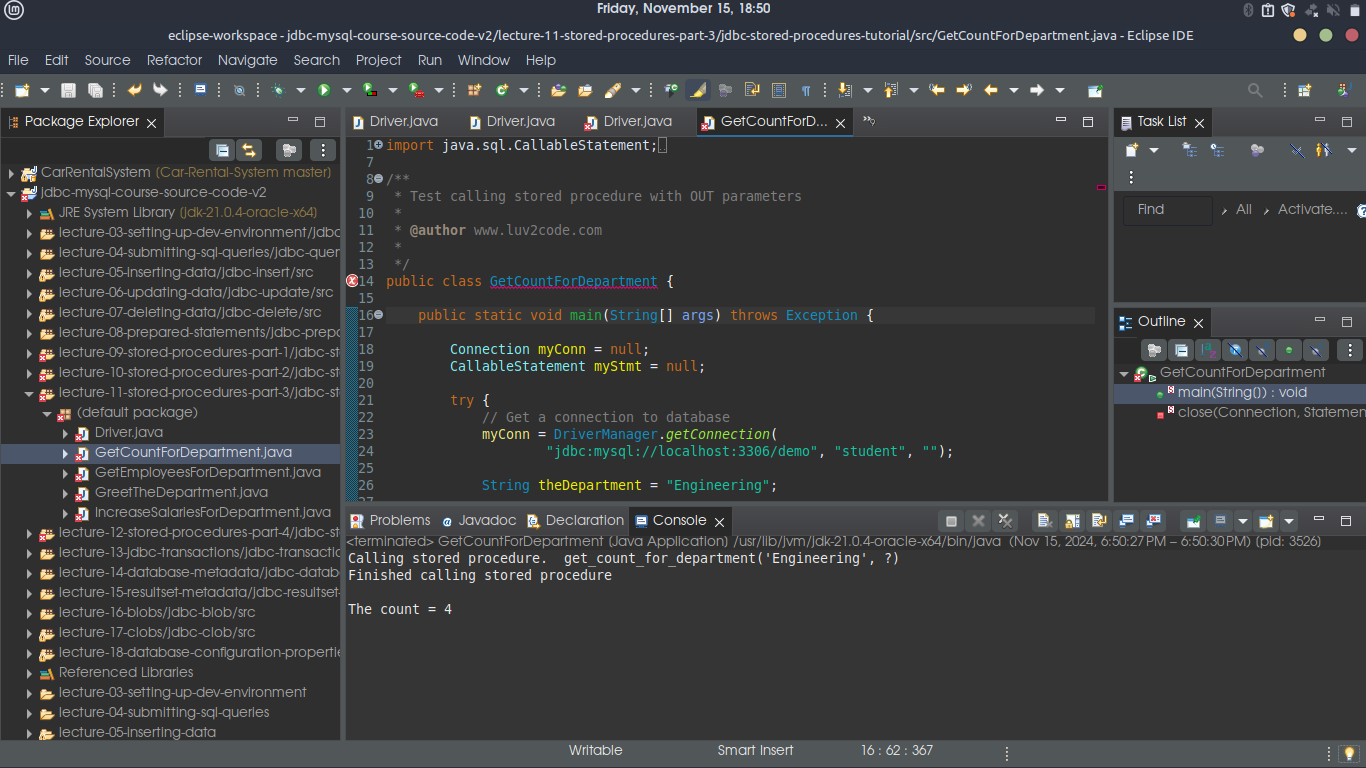 Friday, November 15, 18:50
eclipse-workspace - jdbc-mysql-course-source-code-v2/lecture-11-stored-procedures-part-3/jdbc-stored-procedures-tutorial/src/GetCountForDepartment.java - Eclipse IDE
File Edit Source Refactor Navigate Search Project Run Window Help
Package Explorer
CarRentalSystem [Car-Rental-System master]
jdbc-mysql-course-source-code-v2
JRE System Library [jdk-21.0.4-oracle-x64]
lecture-03-setting-up-dev-environment/jdbc
lecture-04-submitting-sql-queries/jdbc-quer
lecture-05-inserting-data/jdbc-insert/src
lecture-06-updating-data/jdbc-update/src
lecture-07-deleting-data/jdbc-delete/src
lecture-08-prepared-statements/jdbc-prepa
lecture-09-stored-procedures-part-1/jdbc-st
lecture-10-stored-procedures-part-2/jdbc-st
lecture-11-stored-procedures-part-3/jdbc-st
(default package)
Driver.java
GetCountForDepartment.java
GetEmployeesForDepartment.java
GreetTheDepartment.java
IncreaseSalariesForDepartment.java
lecture-12-stored-procedures-part-4/jdbc-st
lecture-13-jdbc-transactions/jdbc-transactic
lecture-14-database-metadata/jdbc-datab
lecture-15-resultset-metadata/jdbc-resultset-
lecture-16-blobs/jdbc-blob/src
lecture-17-clobs/jdbc-clob/src
lecture-18-database-configuration-propertie
Referenced Libraries
lecture-03-setting-up-dev-environment
lecture-04-submitting-sql-queries
lecture-05-inserting-data
Driver.java Driver.java Driver.java GetCountForD...
1 import java.sql.CallableStatement;
7
8 /**
9 * Test calling stored procedure with OUT parameters
10 *
11 * @author www.luv2code.com
12 *
13 */
14 public class GetCountForDepartment {
15
16 public static void main(String[] args) throws Exception {
17
18 Connection myConn = null;
19 CallableStatement myStmt = null;
20
21 try {
22 // Get a connection to database
23 myConn = DriverManager.getConnection(
24 "jdbc:mysql://localhost:3306/demo", "student", "");
25
26 String theDepartment = "Engineering";
Task List
Find All Activate....
Outline
GetCountForDepartment
main(String[]) : void
close(Connection, Statemen
Problems Javadoc Declaration Console
<terminated> GetCountForDepartment [Java Application] /usr/lib/jvm/jdk-21.0.4-oracle-x64/bin/java (Nov 15, 2024, 6:50:27 PM – 6:50:30 PM) [pid: 3526]
Calling stored procedure. get_count_for_department('Engineering', ?)
Finished calling stored procedure
The count = 4
Writable Smart Insert 16 : 62 : 367